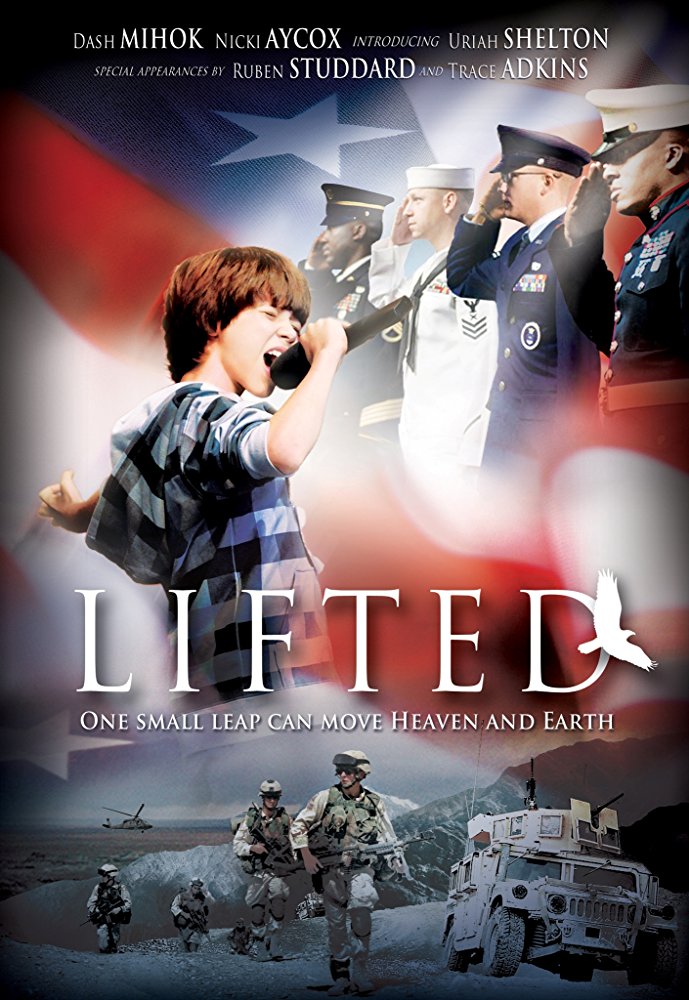 DASH MIHOK NICKI AYCOX INTRODUCING URIAH SHELTON
SPECIAL APPEARANCES BY RUBEN STUDDARD AND TRACE ADKINS
LIFTED
ONE SMALL LEAP CAN MOVE HEAVEN AND EARTH